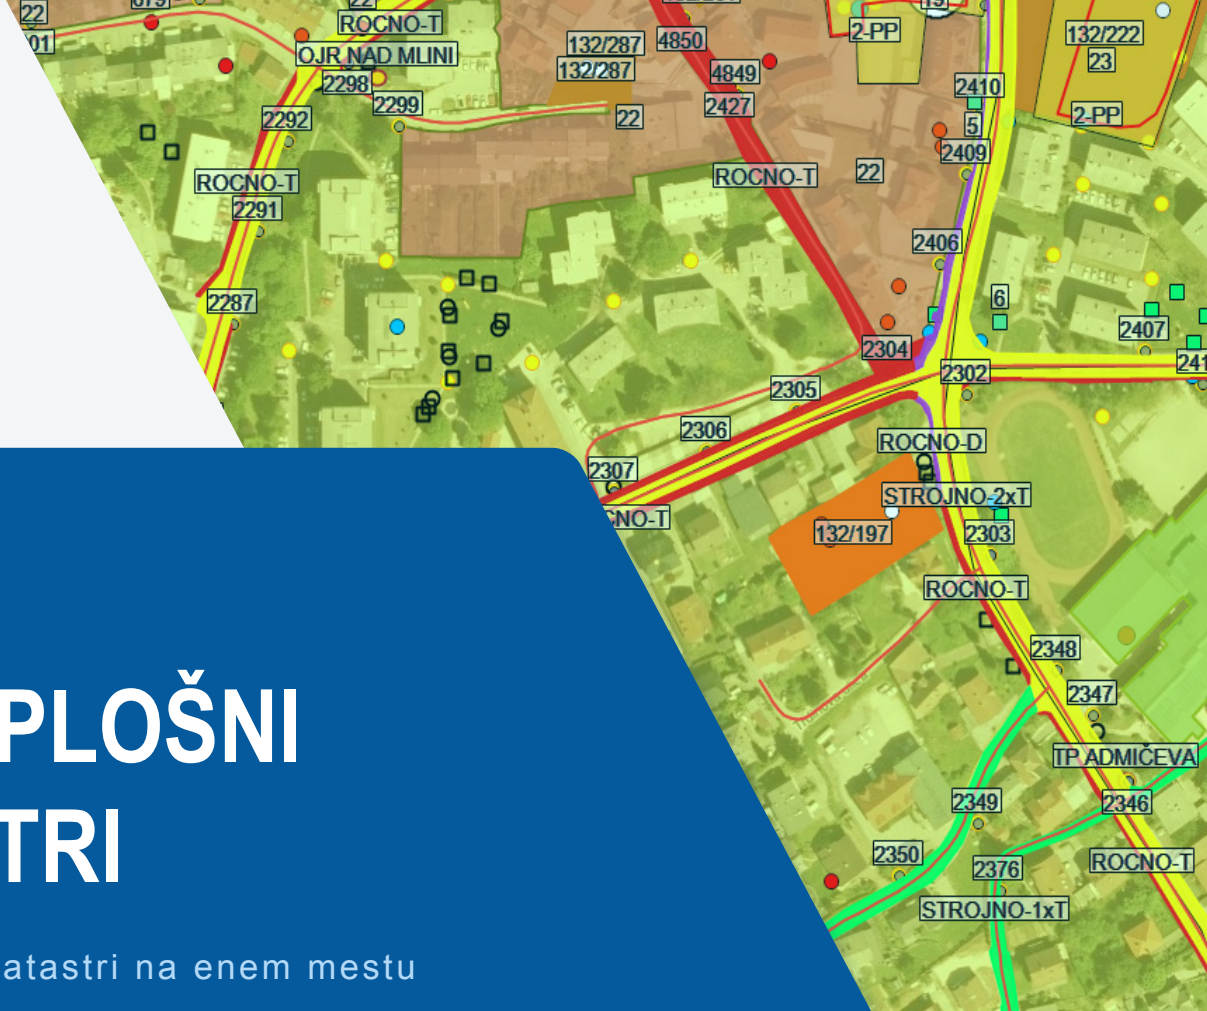 22
ROCNO-T
01
132/287
4850
2-PP
132/222
OJR NAD MLINI
132/287
4849
23
2298
2299
2427
2410
2-PP
2292
22
5
2409
ROCNO-T
ROCNO-T
22
2291
2406
2287
6
2407
2304
2302
241
2305
2306
ROCNO-D
2307
STROJNO-2xT
CNO-T
132/197
2303
ROCNO-T
2348
2347
PLOŠNI
TP ADMIČEVA
2349
2346
TRI
2350
2376
ROCNO-T
STROJNO-1xT
atastri na enem mestu